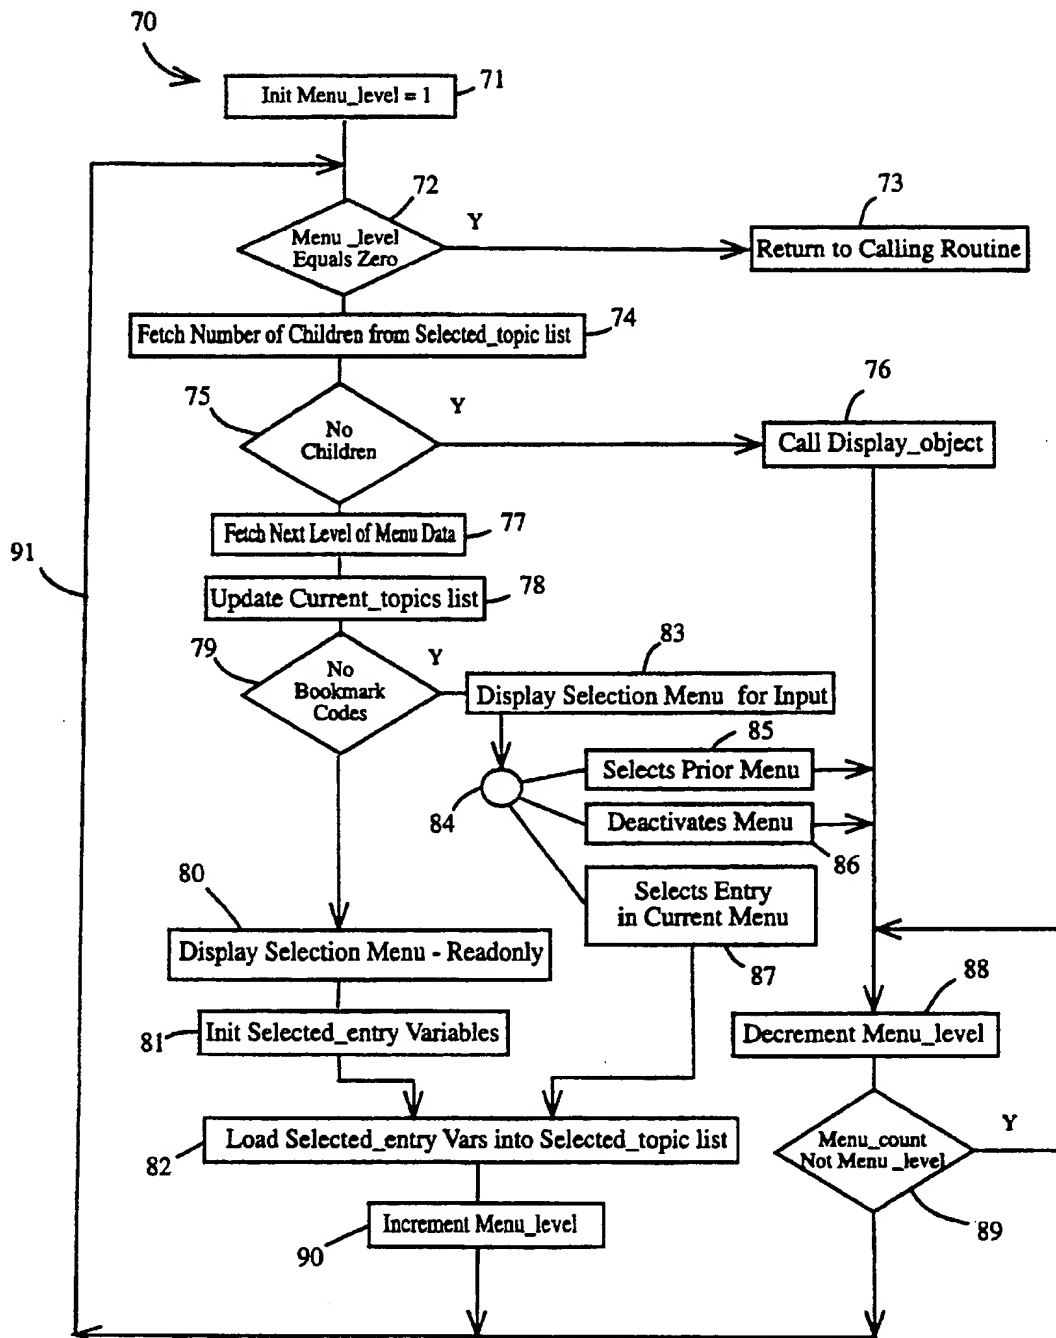 70
71
Init Menu_level = 1
72
73
Y
Menu _level
Equals Zero
Return to Calling Routine
74
Fetch Number of Children from Selected_topic list
75
76
Y
No
Children
Call Display_object
77
Fetch Next Level of Menu Data
91
78
Update Current_topics list
79
83
Y
No
Bookmark
Codes
Display Selection Menu for Input
85
Selects Prior Menu
84
Deactivates Menu
86
80
Selects Entry
in Current Menu
Display Selection Menu - Readonly
87
88
81
Init Selected_entry Variables
Decrement Menu_level
Load Selected_entry Vars into Selected_topic list
82
Y
Menu_count
Not Menu _level
Increment Menu_level
90
89